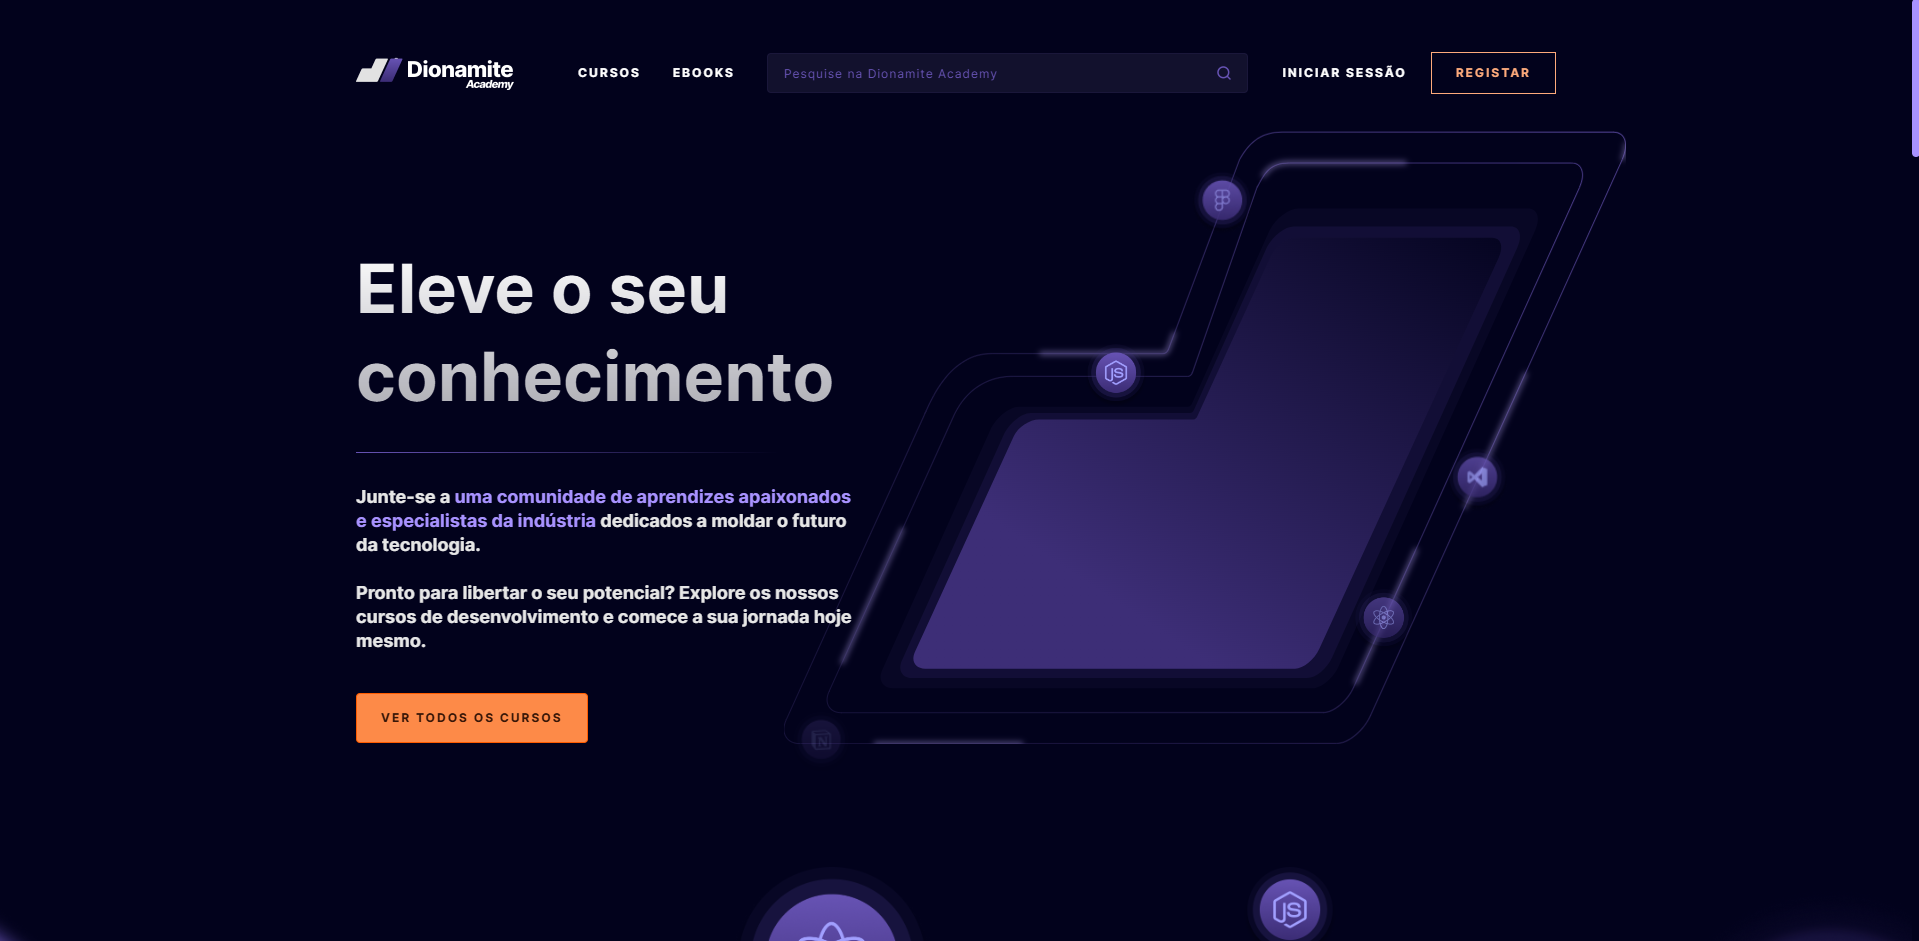 Dionamite
Academy
CURSOS
EBOOKS
Pesquise na Dionamite Academy
INICIAR SESSÃO
REGISTAR
Eleve o seu
conhecimento
Junte-se a uma comunidade de aprendizes apaixonados
e especialistas da indústria dedicados a moldar o futuro
da tecnologia.
Pronto para libertar o seu potencial? Explore os nossos
cursos de desenvolvimento e comece a sua jornada hoje
mesmo.
VER TODOS OS CURSOS
JS
N
JS